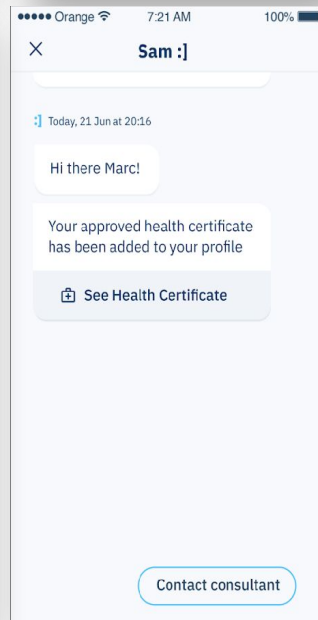 Orange 7:21 AM 100%
Sam :]
:] Today, 21 Jun at 20:16
Hi there Marc!
Your approved health certificate
has been added to your profile
See Health Certificate
Contact consultant